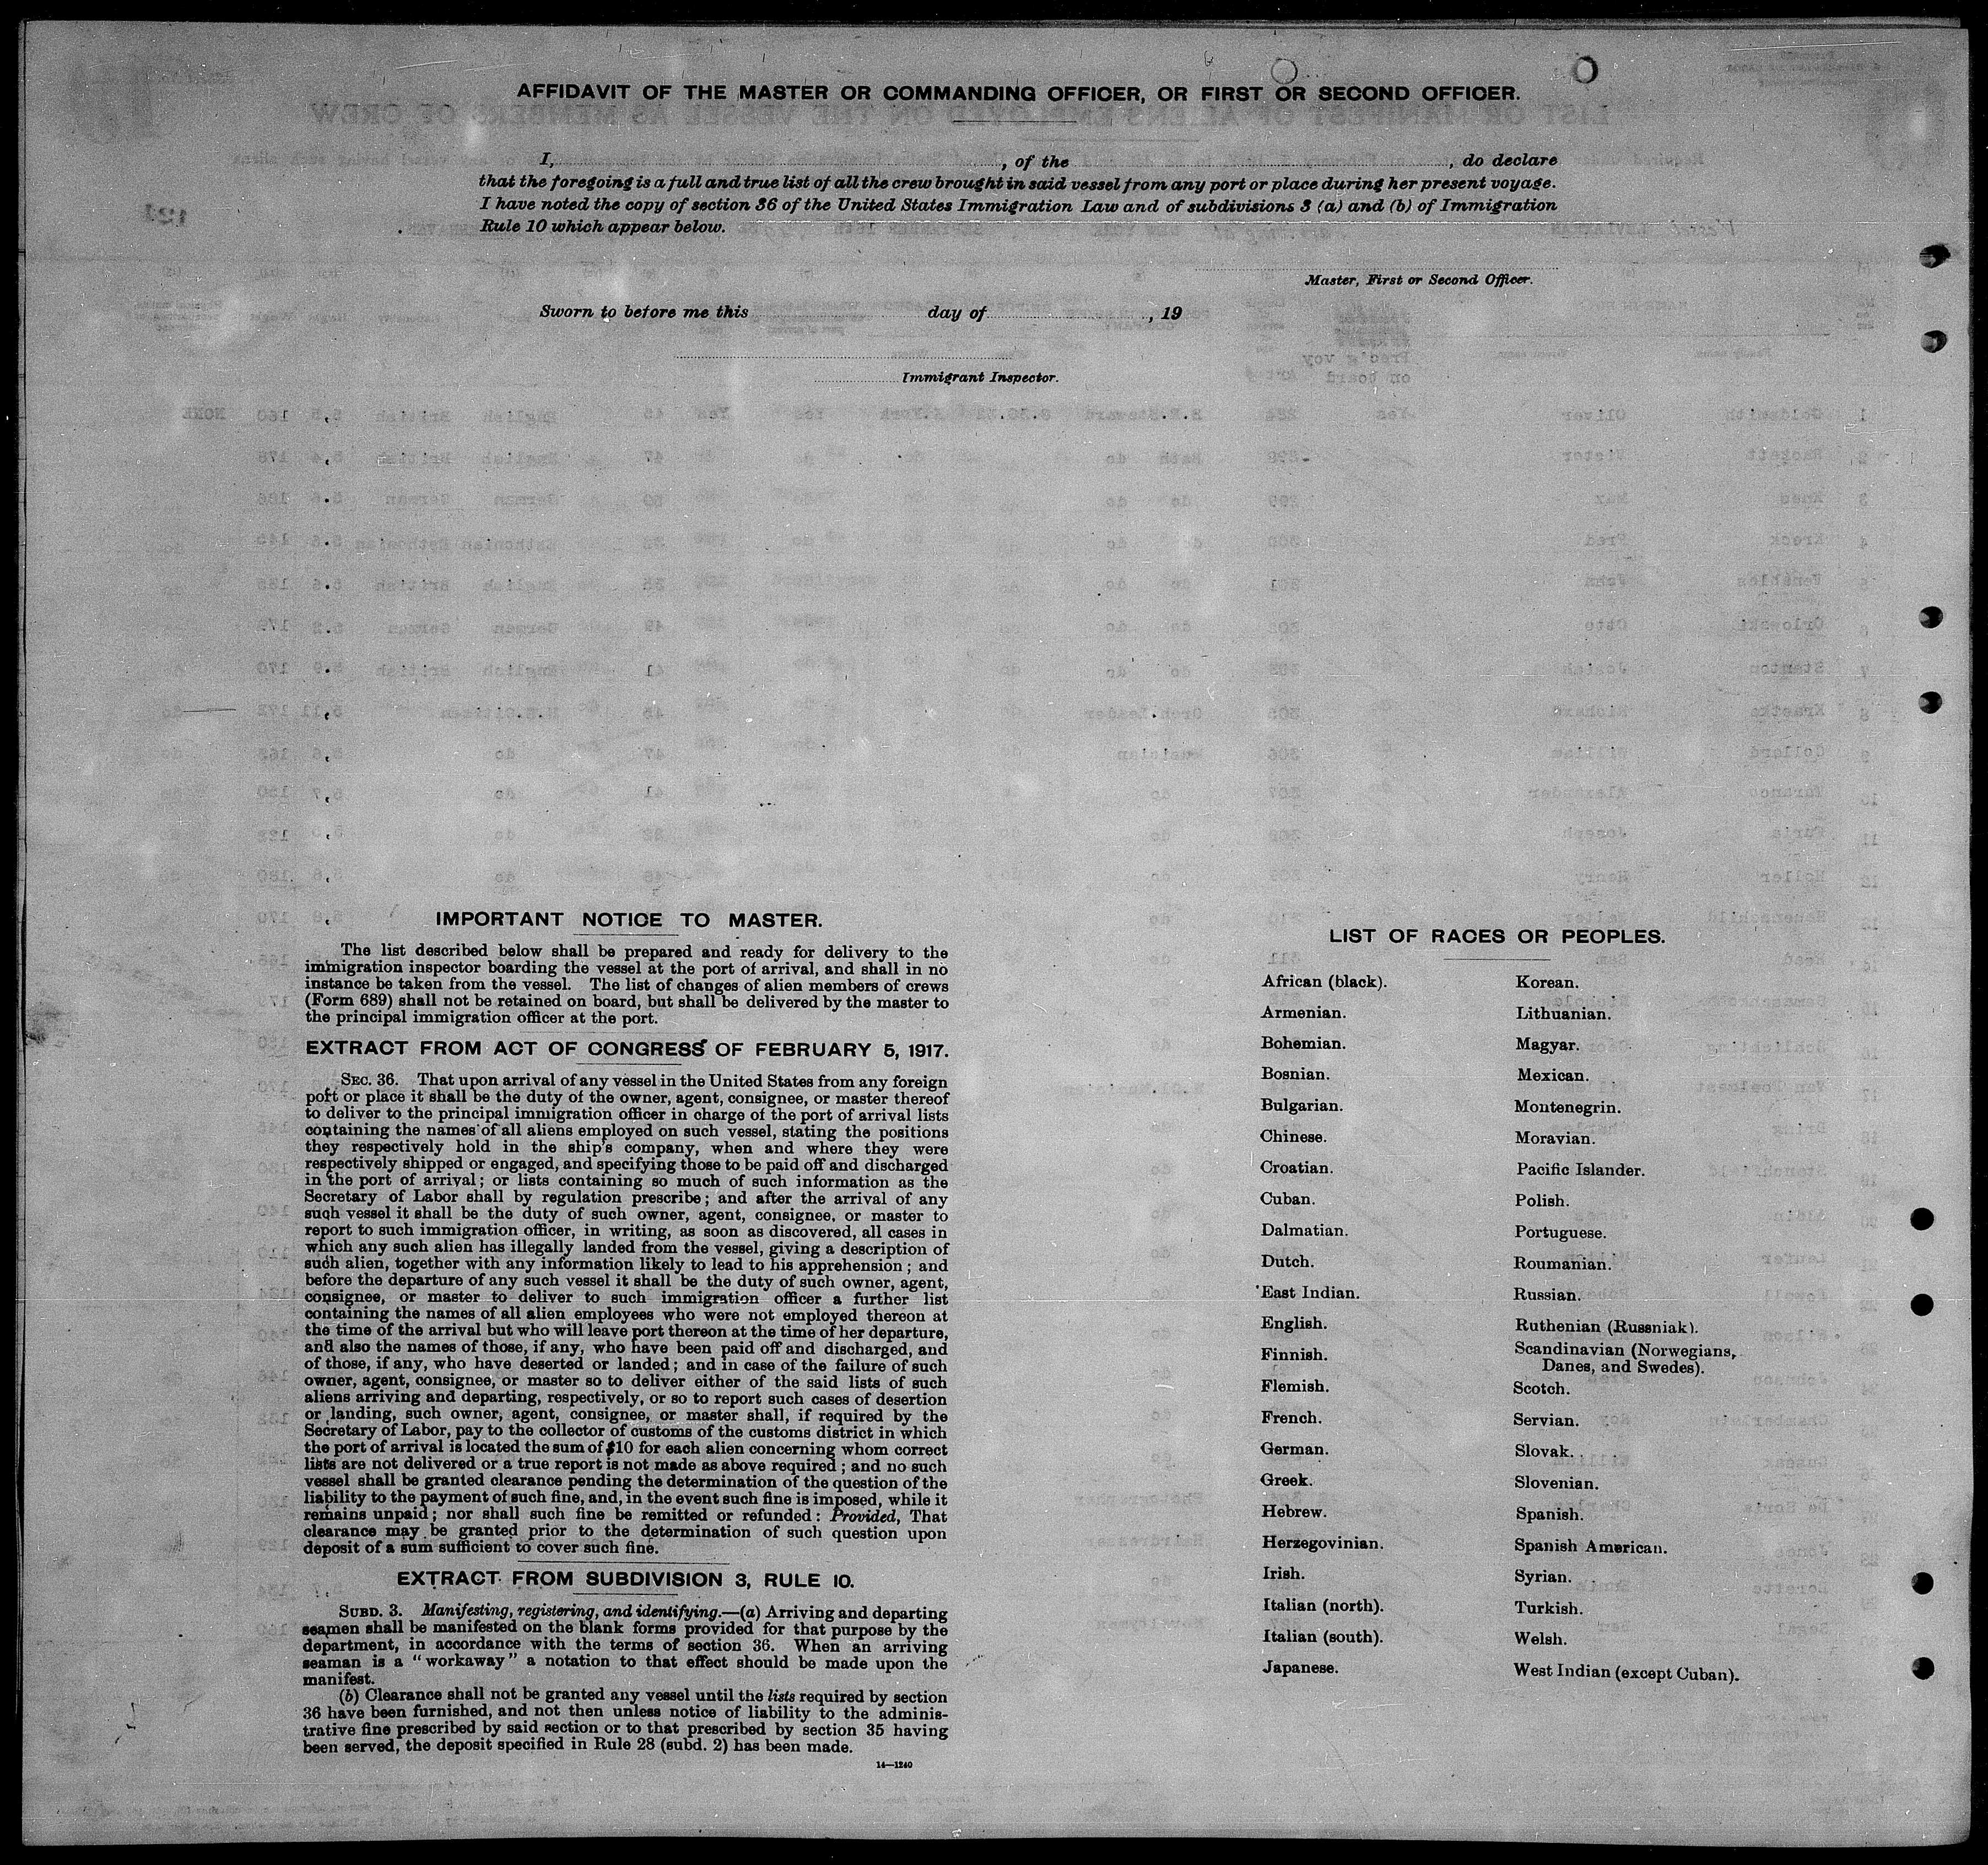 AFFIDAVIT OF THE MASTER OR COMMANDING OFFICER, OR FIRST OR SECOND OFFICER.
I, , of the , do declare
that the foregoing is a full and true list of all the crew brought in said vessel from any port or place during her present voyage.
I have noted the copy of section 36 of the United States Immigration Law and of subdivisions 3 (a) and (b) of Immigration
Rule 10 which appear below.
Master, First or Second Officer.
Sworn to before me this day of , 19
Immigrant Inspector.
IMPORTANT NOTICE TO MASTER.
The list described below shall be prepared and ready for delivery to the
immigration inspector boarding the vessel at the port of arrival, and shall in no
instance be taken from the vessel. The list of changes of alien members of crews
(Form 689) shall not be retained on board, but shall be delivered by the master to
the principal immigration officer at the port.
EXTRACT FROM ACT OF CONGRESS OF FEBRUARY 5, 1917.
SEC. 36. That upon arrival of any vessel in the United States from any foreign
port or place it shall be the duty of the owner, agent, consignee, or master thereof
to deliver to the principal immigration officer in charge of the port of arrival lists
containing the names of all aliens employed on such vessel, stating the positions
they respectively hold in the ship's company, when and where they were
respectively shipped or engaged, and specifying those to be paid off and discharged
in the port of arrival; or lists containing so much of such information as the
Secretary of Labor shall by regulation prescribe; and after the arrival of any
such vessel it shall be the duty of such owner, agent, consignee, or master to
report to such immigration officer, in writing, as soon as discovered, all cases in
which any such alien has illegally landed from the vessel, giving a description of
such alien, together with any information likely to lead to his apprehension; and
before the departure of any such vessel it shall be the duty of such owner, agent,
consignee, or master to deliver to such immigration officer a further list
containing the names of all alien employees who were not employed thereon at
the time of the arrival but who will leave port thereon at the time of her departure,
and also the names of those, if any, who have been paid off and discharged, and
of those, if any, who have deserted or landed; and in case of the failure of such
owner, agent, consignee, or master so to deliver either of the said lists of such
aliens arriving and departing, respectively, or so to report such cases of desertion
or landing, such owner, agent, consignee, or master shall, if required by the
Secretary of Labor, pay to the collector of customs of the customs district in which
the port of arrival is located the sum of $10 for each alien concerning whom correct
lists are not delivered or a true report is not made as above required; and no such
vessel shall be granted clearance pending the determination of the question of the
liability to the payment of such fine, and, in the event such fine is imposed, while it
remains unpaid; nor shall such fine be remitted or refunded: Provided, That
clearance may be granted prior to the determination of such question upon
deposit of a sum sufficient to cover such fine.
EXTRACT FROM SUBDIVISION 3, RULE 10.
SUBD. 3. Manifesting, registering, and identifying.—(a) Arriving and departing
seamen shall be manifested on the blank forms provided for that purpose by the
department, in accordance with the terms of section 36. When an arriving
seaman is a "workaway" a notation to that effect should be made upon the
manifest.
(b) Clearance shall not be granted any vessel until the lists required by section
36 have been furnished, and not then unless notice of liability to the adminis-
trative fine prescribed by said section or to that prescribed by section 35 having
been served, the deposit specified in Rule 28 (subd. 2) has been made.
14—1240
LIST OF RACES OR PEOPLES.
African (black).
Armenian.
Bohemian.
Bosnian.
Bulgarian.
Chinese.
Croatian.
Cuban.
Dalmatian.
Dutch.
East Indian.
English.
Finnish.
Flemish.
French.
German.
Greek.
Hebrew.
Herzegovinian.
Irish.
Italian (north).
Italian (south).
Japanese.
Korean.
Lithuanian.
Magyar.
Mexican.
Montenegrin.
Moravian.
Pacific Islander.
Polish.
Portuguese.
Roumanian.
Russian.
Ruthenian (Russniak).
Scandinavian (Norwegians,
Danes, and Swedes).
Scotch.
Servian.
Slovak.
Slovenian.
Spanish.
Spanish American.
Syrian.
Turkish.
Welsh.
West Indian (except Cuban).